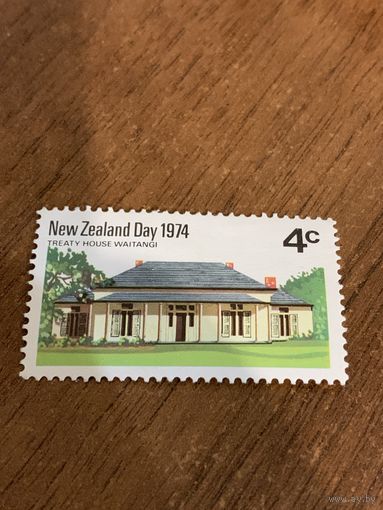 New Zealand Day 1974
TREATY HOUSE WAITANGI
4c
www.ay.by